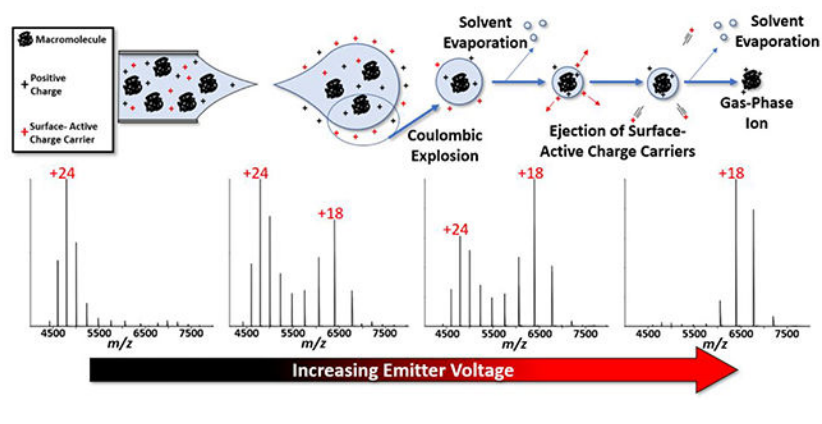 Macromolecule
+ Positive
Charge
+ Surface- Active
Charge Carrier
Solvent
Evaporation
Solvent
Evaporation
Coulombic
Explosion
Ejection of Surface-
Active Charge Carriers
Gas-Phase
Ion
+24
4500 5500 6500 7500
m/z
+24
+18
4500 5500 6500 7500
m/z
+24
+18
4500 5500 6500 7500
m/z
+18
4500 5500 6500 7500
m/z
Increasing Emitter Voltage